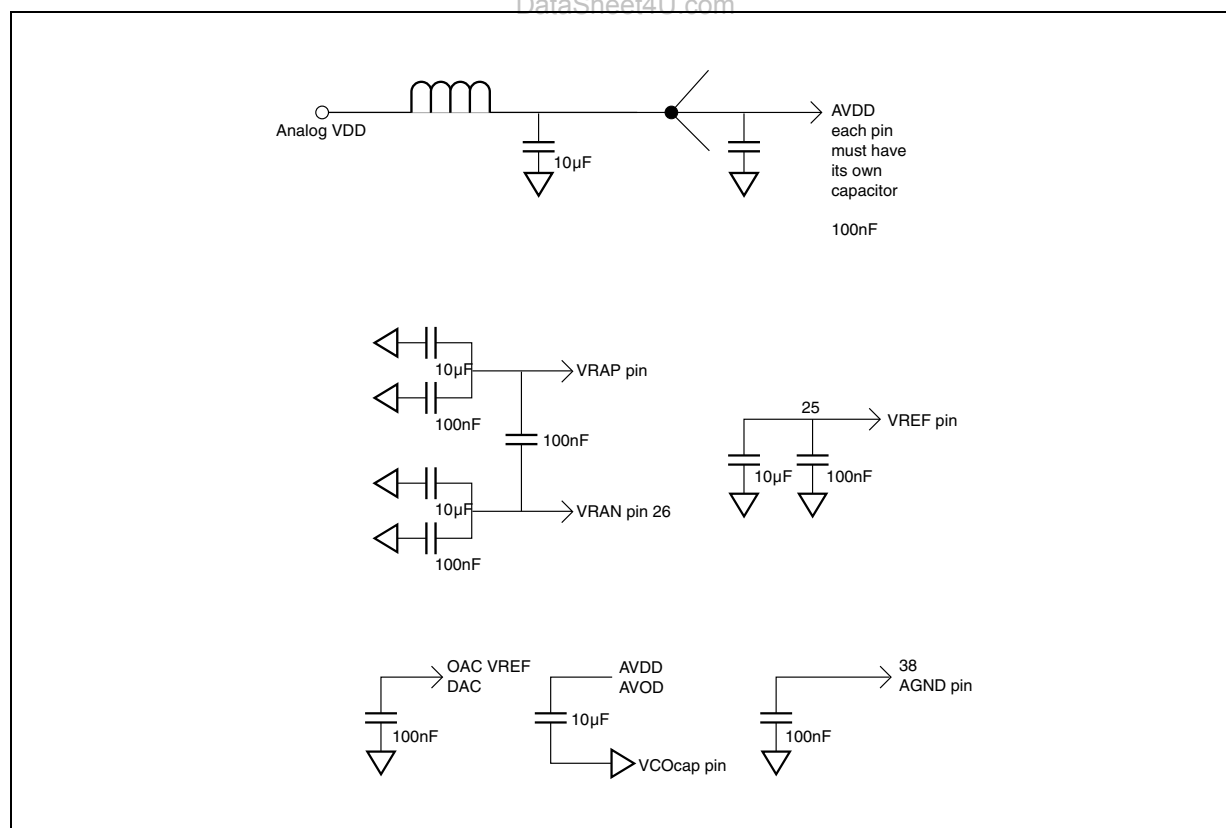 DataSheet4U.com
Analog VDD
10µF
AVDD
each pin
must have
its own
capacitor
100nF
10µF
VRAP pin
100nF
100nF
10µF
VRAN pin 26
100nF
25
VREF pin
10µF
100nF
OAC VREF
DAC
100nF
AVDD
AVOD
10µF
VCOcap pin
38
AGND pin
100nF